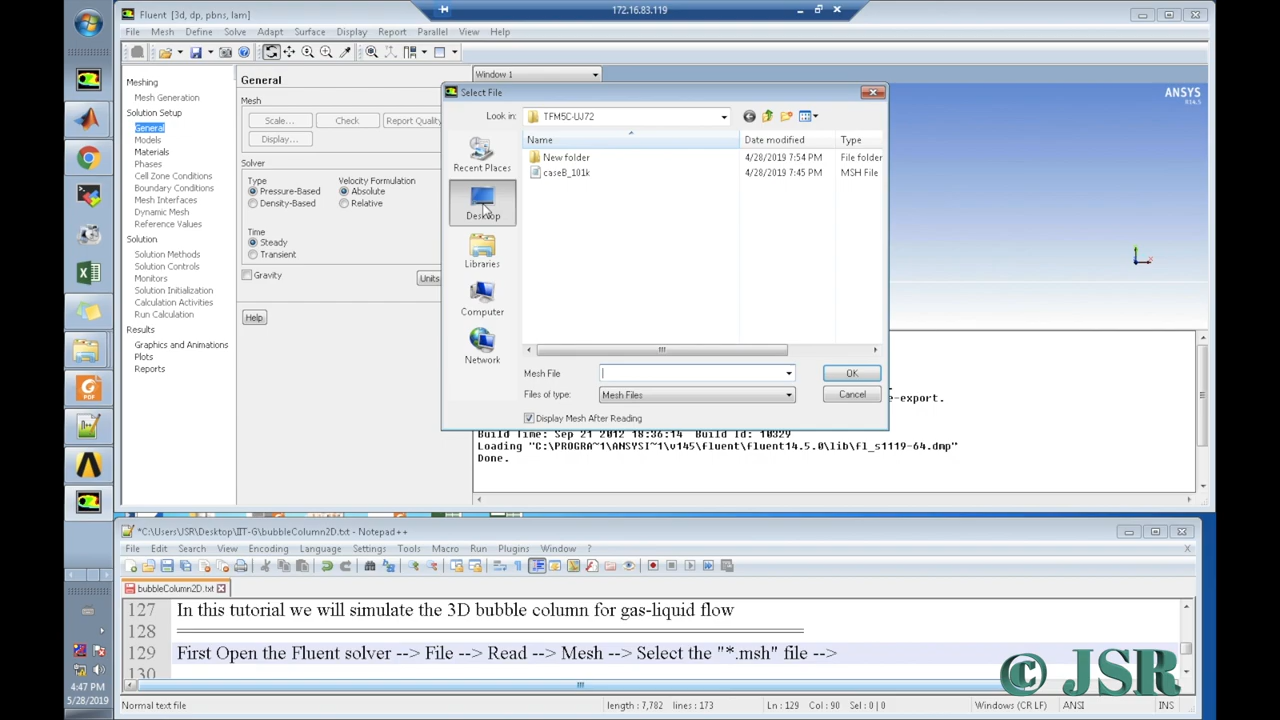 172.16.83.119
Fluent [3d, dp, pbns, lam]
File Mesh Define Solve Adapt Surface Display Report Parallel View Help
Meshing
Mesh Generation
Solution Setup
General
Models
Materials
Phases
Cell Zone Conditions
Boundary Conditions
Mesh Interfaces
Dynamic Mesh
Reference Values
Solution
Solution Methods
Solution Controls
Monitors
Solution Initialization
Calculation Activities
Run Calculation
Results
Graphics and Animations
Plots
Reports
General
Mesh
Scale... Check Report Quality
Display...
Solver
Type Velocity Formulation
Pressure-Based Absolute
Density-Based Relative
Time
Steady
Transient
Gravity Units
Help
Window 1
ANSYS
R14.5
Select File
Look in: TFM5C-UJ72
Name Date modified Type
New folder 4/28/2019 7:54 PM File folder
caseB_101k 4/28/2019 7:45 PM MSH File
Recent Places
Desktop
Libraries
Computer
Network
Mesh File OK
Files of type: Mesh Files Cancel
Display Mesh After Reading
e-export.
Build Time: Sep 21 2012 18:36:14 Build Id: 10329
Loading "C:\PROGRA~1\ANSYSI~1\v145\fluent\fluent14.5.0\lib\fl_s1119-64.dmp"
Done.
*C:\Users\JSR\Desktop\IIT-G\bubbleColumn2D.txt - Notepad++
File Edit Search View Encoding Language Settings Tools Macro Run Plugins Window ? X
bubbleColumn2D.txt
127 In this tutorial we will simulate the 3D bubble column for gas-liquid flow
128 ==========================================
129 First Open the Fluent solver --> File --> Read --> Mesh --> Select the "*.msh" file -->
130
Normal text file length : 7,782 lines : 173 Ln : 129 Col : 90 Sel : 0 | 0 Windows (CR LF) ANSI INS
4:47 PM
5/28/2019
© JSR